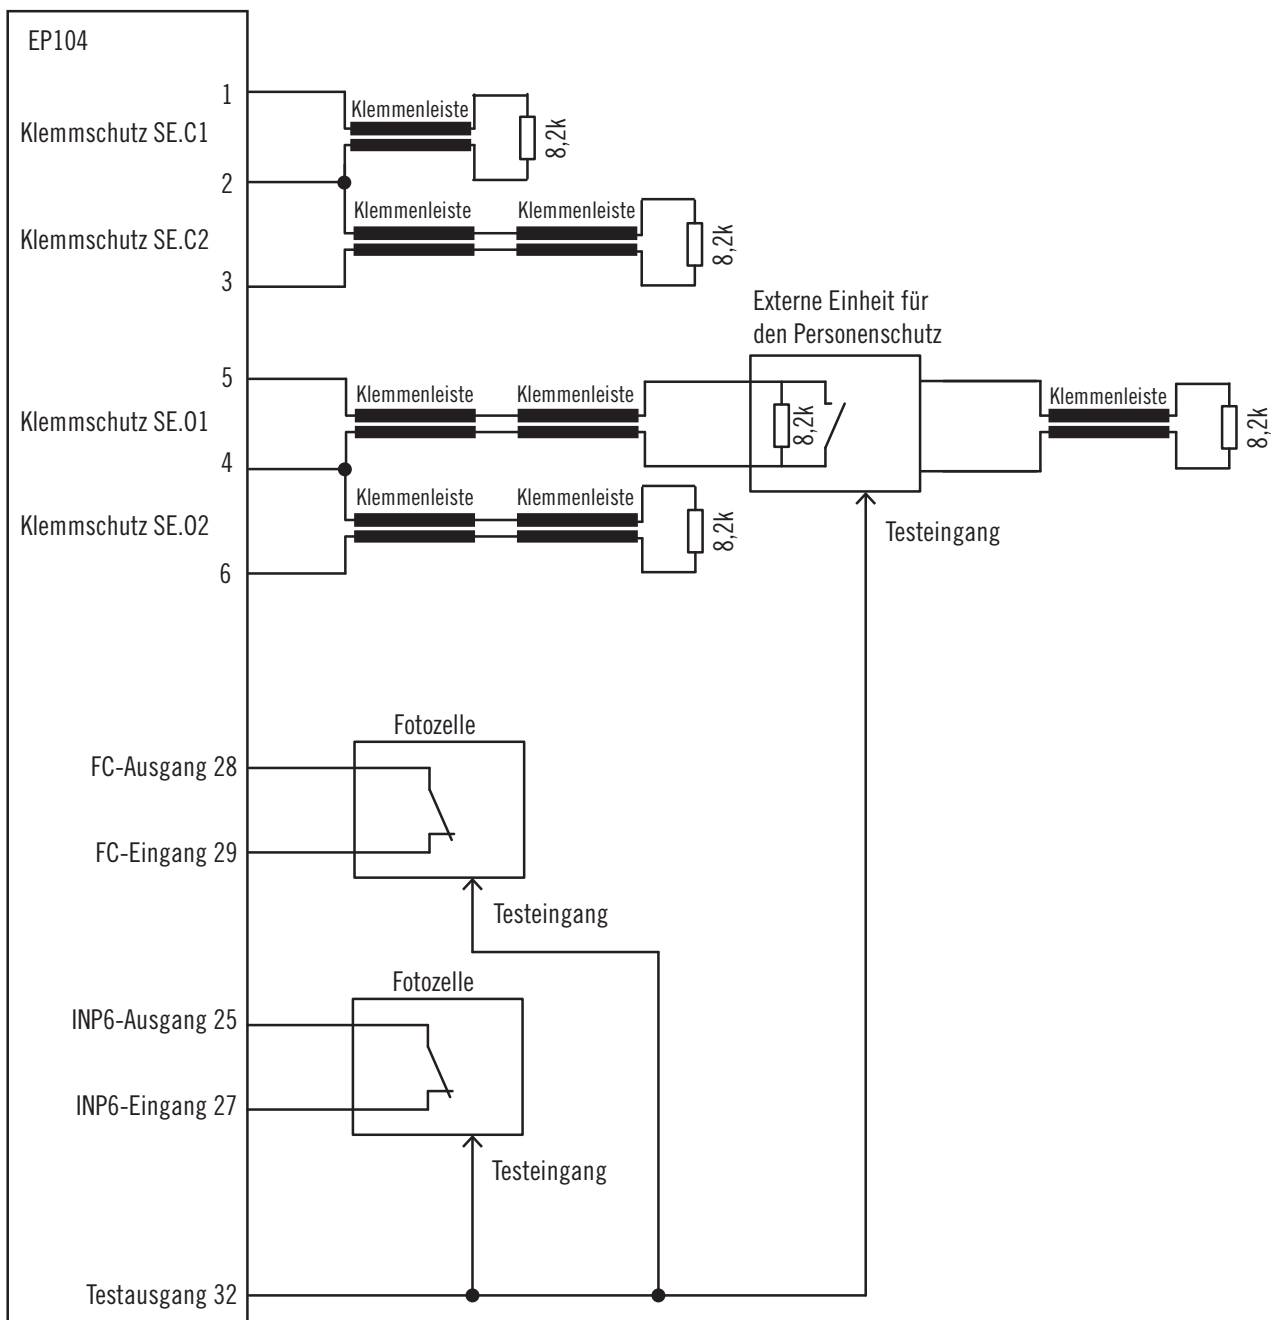 EP104
1
Klemmenleiste
Klemmschutz SE.C1
8,2k
2
Klemmenleiste
Klemmenleiste
Klemmschutz SE.C2
8,2k
3
Externe Einheit für
den Personenschutz
5
Klemmenleiste
Klemmenleiste
Klemmenleiste
Klemmschutz SE.O1
8,2k
8,2k
4
Klemmenleiste
Klemmenleiste
Klemmschutz SE.O2
8,2k
Testeingang
6
Fotozelle
FC-Ausgang 28
FC-Eingang 29
Testeingang
Fotozelle
INP6-Ausgang 25
INP6-Eingang 27
Testeingang
Testausgang 32